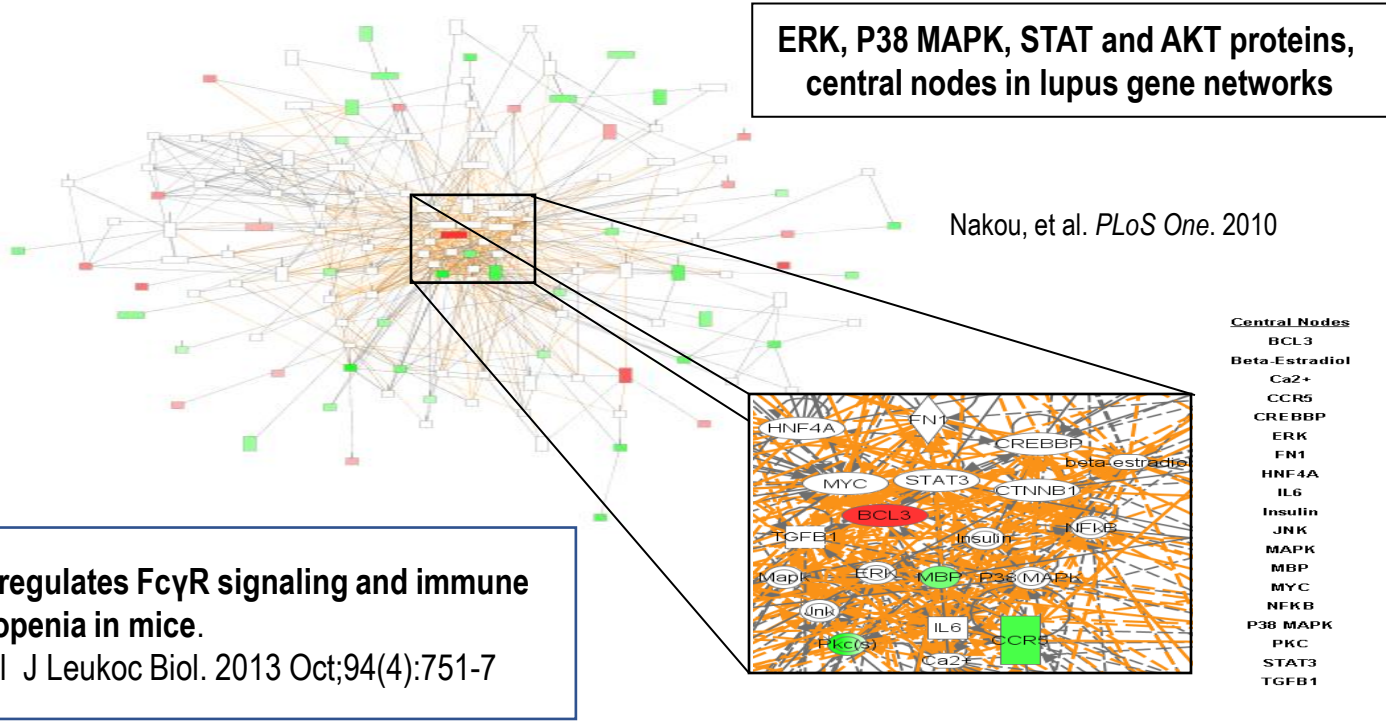 ERK, P38 MAPK, STAT and AKT proteins,
central nodes in lupus gene networks
Nakou, et al. PLoS One. 2010
Central Nodes
BCL3
Beta-Estradiol
Ca2+
CCR5
CREBBP
ERK
FN1
HNF4A
IL6
Insulin
JNK
MAPK
MBP
MYC
NFKB
P38 MAPK
PKC
STAT3
TGFB1
HNF4A
FN1
CREBBP
beta-estradio
MYC
STAT3
CTNNB1
BCL3
TGFB1
Insulin
NFkB
Mapk
ERK
MBP
P38 MAPK
Jnk
IL6
CCR5
Pkc(s)
Ca2+
regulates FcγR signaling and immune
openia in mice.
l J Leukoc Biol. 2013 Oct;94(4):751-7